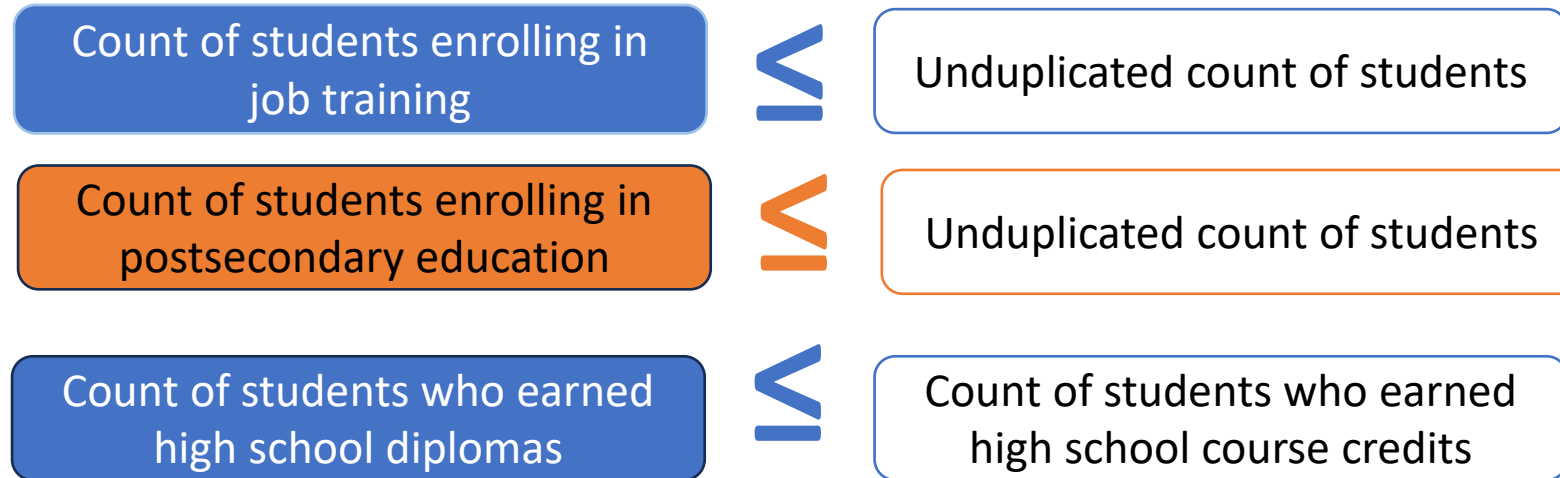 Count of students enrolling in
job training
≤
Unduplicated count of students
Count of students enrolling in
postsecondary education
≤
Unduplicated count of students
Count of students who earned
high school diplomas
≤
Count of students who earned
high school course credits